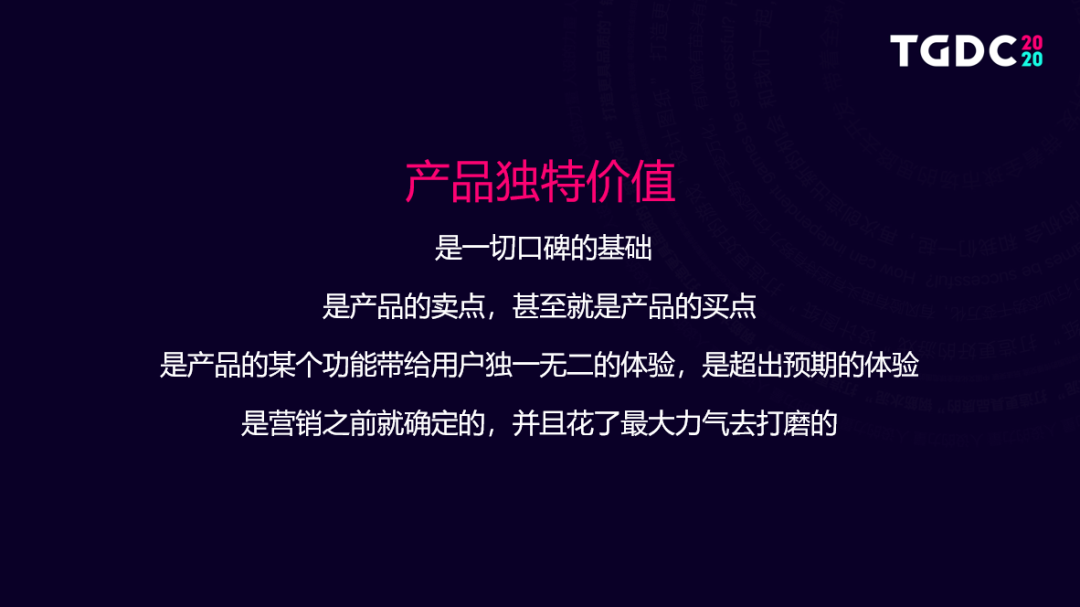 TGDC 2020
产品独特价值
是一切口碑的基础
是产品的卖点，甚至就是产品的买点
是产品的某个功能带给用户独一无二的体验，是超出预期的体验
是营销之前就确定的，并且花了最大力气去打磨的